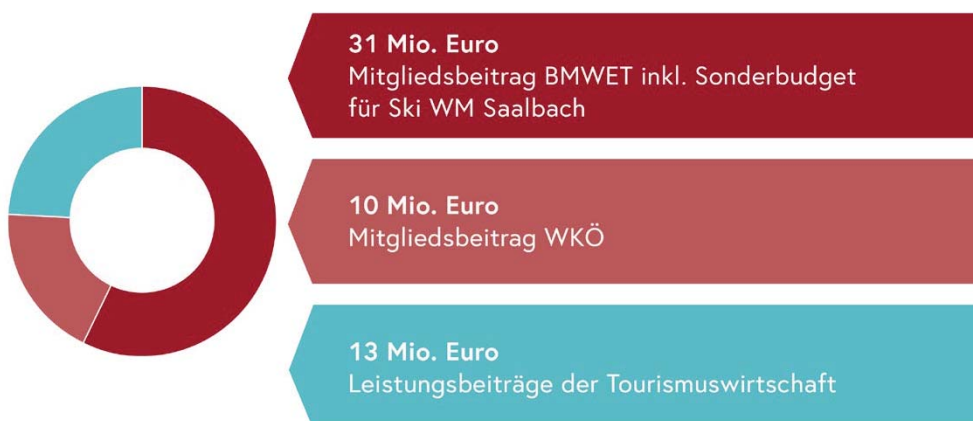 31 Mio. Euro
Mitgliedsbeitrag BMWET inkl. Sonderbudget
für Ski WM Saalbach
10 Mio. Euro
Mitgliedsbeitrag WKÖ
13 Mio. Euro
Leistungsbeiträge der Tourismuswirtschaft